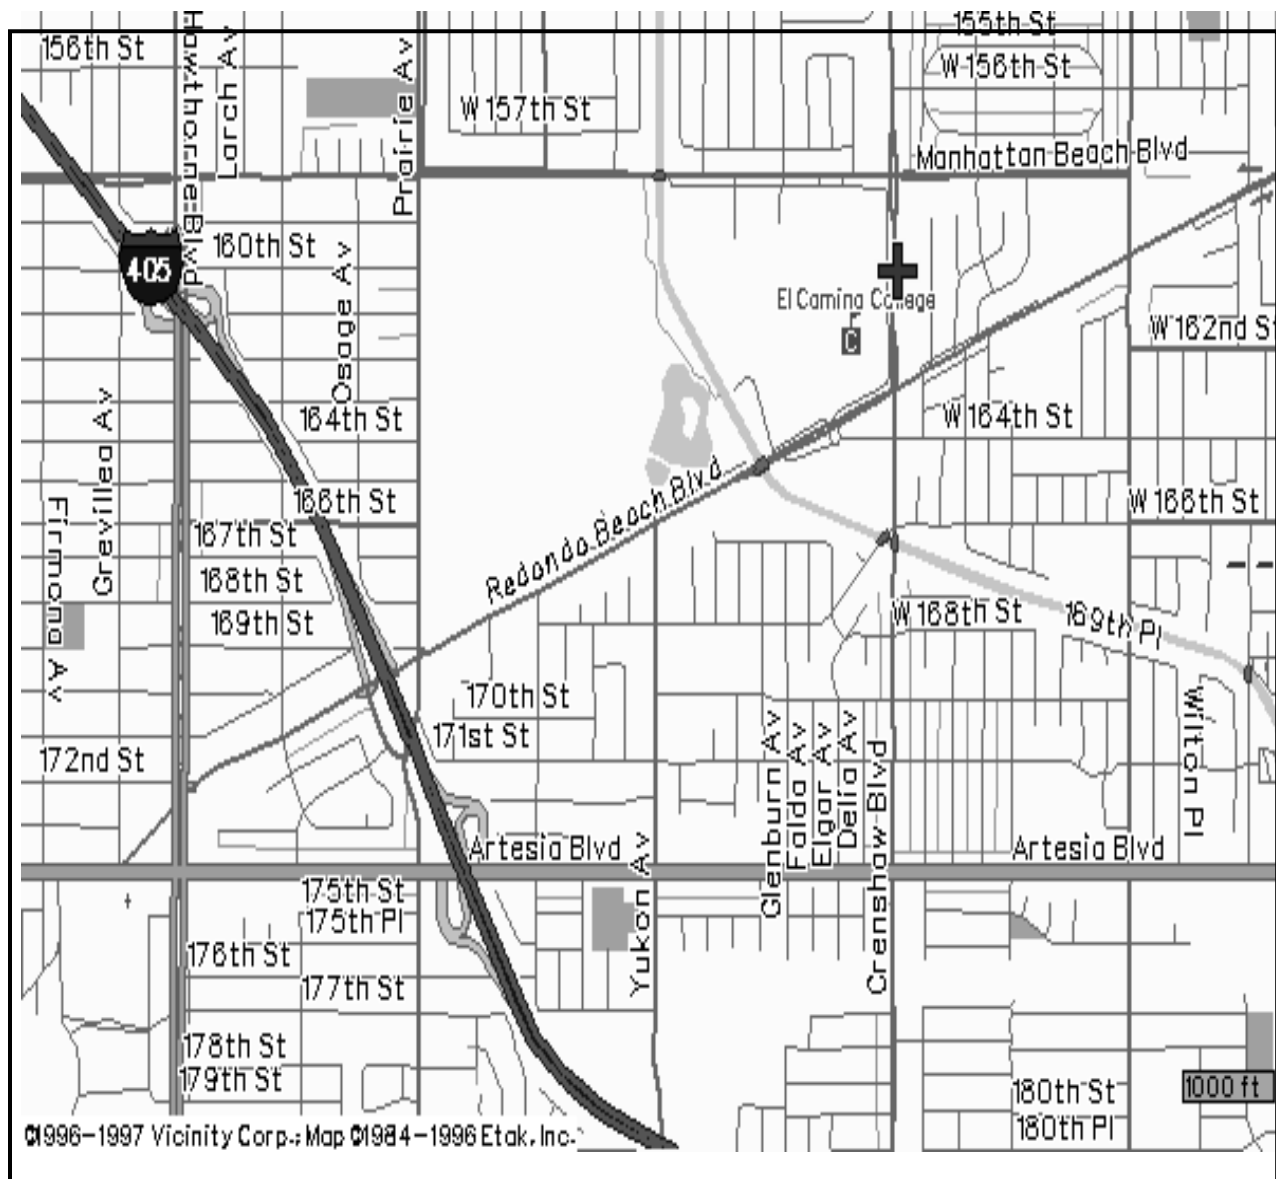 155th St
156th St
Hawthorne Blvd
Larch Av
Prairie Av
W 156th St
W 157th St
Manhattan Beach Blvd
160th St
405
Osage Av
El Camino College
C
W 162nd St
Grevillea Av
164th St
W 164th St
Redondo Beach Blvd
166th St
W 166th St
Firmona Av
167th St
168th St
169th St
W 168th St
169th Pl
170th St
171st St
172nd St
Wilton Pl
Glenburn Av
Faldo Av
Elgar Av
Delia Av
Crenshaw Blvd
Artesia Blvd
Artesia Blvd
Yukon Av
175th St
175th Pl
176th St
177th St
178th St
179th St
180th St
180th Pl
1000 ft
©1996-1997 Vicinity Corp.; Map ©1984-1996 Etak, Inc.